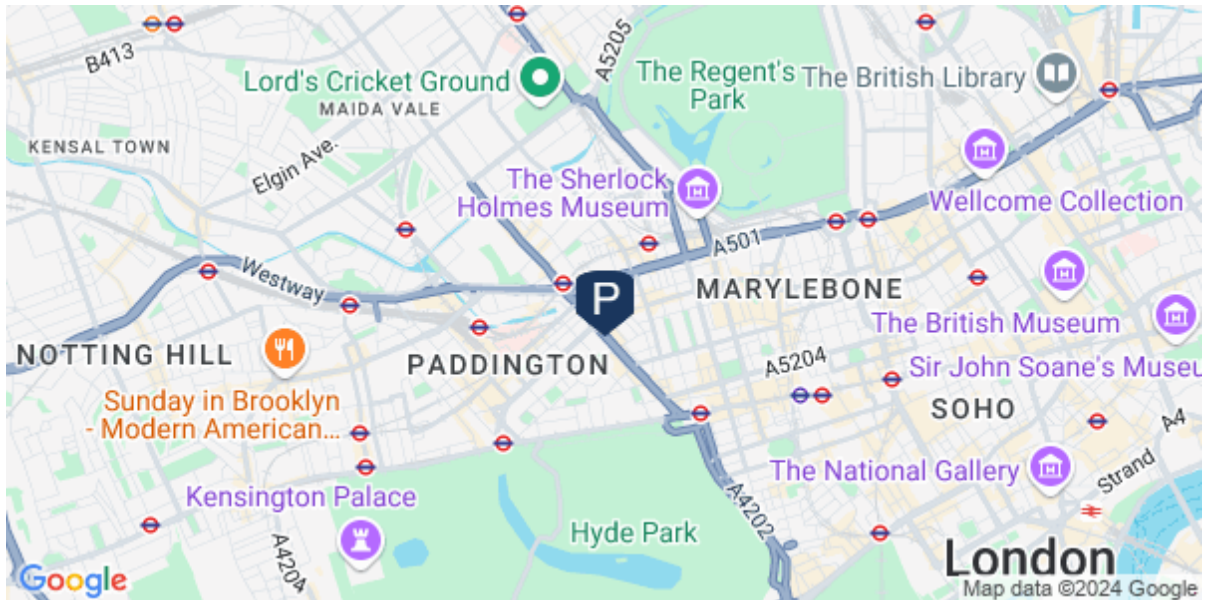 B413
A5205
Lord's Cricket Ground
MAIDA VALE
The Regent's
Park
The British Library
KENSAL TOWN
Elgin Ave.
The Sherlock
Holmes Museum
Wellcome Collection
A501
Westway
MARYLEBONE
P
The British Museum
NOTTING HILL
PADDINGTON
A5204
Sir John Soane's Museu
Sunday in Brooklyn
- Modern American...
SOHO
A4
The National Gallery
Strand
Kensington Palace
A4202
Hyde Park
A4204
London
Google
Map data ©2024 Google